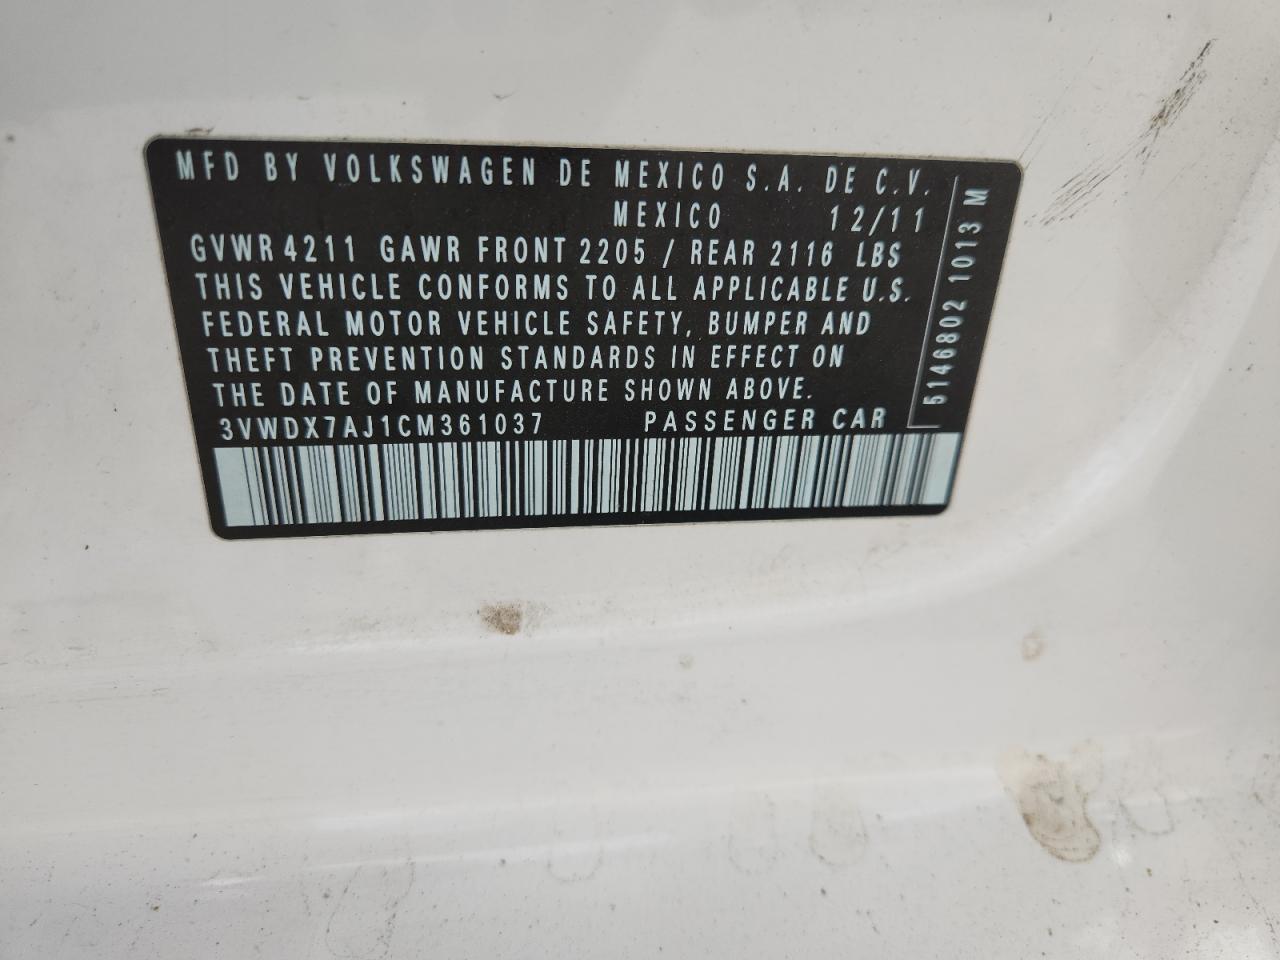 MFD BY VOLKSWAGEN DE MEXICO S.A. DE C.V.
MEXICO 12/11
GVWR 4211 GAWR FRONT 2205 / REAR 2116 LBS
THIS VEHICLE CONFORMS TO ALL APPLICABLE U.S.
FEDERAL MOTOR VEHICLE SAFETY, BUMPER AND
THEFT PREVENTION STANDARDS IN EFFECT ON
THE DATE OF MANUFACTURE SHOWN ABOVE.
3VWDX7AJ1CM361037 PASSENGER CAR
5146802 1013 M